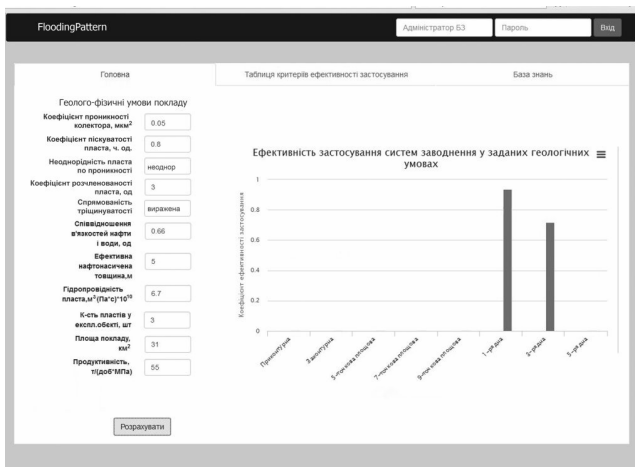 FloodingPattern
Адміністратор БЗ
Пароль
Вхід
Головна
Таблиця критеріїв ефективності застосування
База знань
Геолого-фізичні умови покладу
Коефіцієнт проникності
колектора, мкм²
0.05
Коефіцієнт піскуватості
пласта, ч. од.
0.8
Неоднорідність пласта
по проникності
неоднор
Коефіцієнт розчленованості
пласта, од
3
Спрямованість
тріщинуватості
виражена
Співвідношення
в'язкостей нафти
і води, од
0.66
Ефективна
нафтонасичена
товщина,м
5
Гідропровідність
пласта,м³(Па*с)*10¹⁰
6.7
К-сть пластів у
експл.обєкті, шт
3
Площа покладу,
км²
31
Продуктивність,
т/(доб*МПа)
55
Розрахувати
Ефективність застосування систем заводнення у заданих геологічних
умовах
Коефіцієнт ефективності застосування
1
0.8
0.6
0.4
0.2
0
Приконтурна
Законтурна
5-точкова площова
7-точкова площова
9-точкова площова
1-рядна
3-рядна
5-рядна